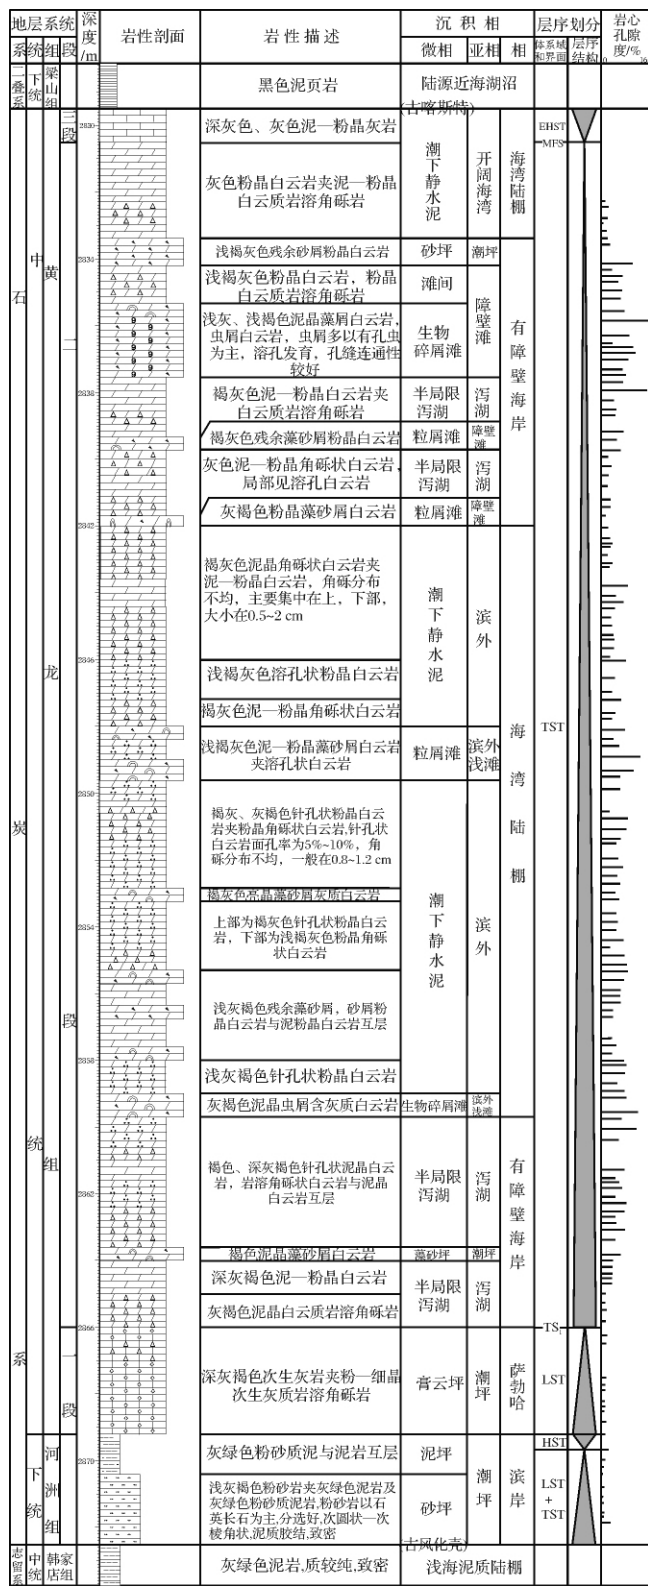 地层系统
系 统 组 段
深度/m
岩性剖面
岩 性 描 述
沉 积 相
微相 亚相 相
层序划分
体系域和界面
层序结构
岩心孔隙度/%
0 16
二叠系 下统 梁山组
黑色泥页岩
陆源近海湖沼
(古喀斯特)
三段
2830
深灰色、灰色泥—粉晶灰岩
EHST
MFS
灰色粉晶白云岩夹泥—粉晶
白云质岩溶角砾岩
潮下静水泥
开阔海湾
海湾陆棚
中
黄
石
2830
浅褐灰色残余砂屑粉晶白云岩
砂坪
潮坪
浅褐灰色粉晶白云岩，粉晶
白云质岩溶角砾岩
滩间
障壁滩
有障壁海岸
浅灰、浅褐色泥晶藻屑白云岩，
虫屑白云岩，虫屑多以有孔虫
为主，溶孔发育，孔缝连通性
较好
生物
碎屑滩
2838
褐灰色泥—粉晶白云岩夹
白云质岩溶角砾岩
半局限
泻湖
泻湖
褐灰色残余藻砂屑粉晶白云岩
粒屑滩
障壁滩
灰色泥—粉晶角砾状白云岩，
局部见溶孔白云岩
半局限
泻湖
泻湖
灰褐色粉晶藻砂屑白云岩
粒屑滩
障壁滩
2842
褐灰色泥晶角砾状白云岩夹
泥—粉晶白云岩，角砾分布
不均，主要集中在上，下部，
大小在0.5~2 cm
潮下静水泥
滨外
龙
2846
浅褐灰色溶孔状粉晶白云岩
褐灰色泥—粉晶角砾状白云岩
TST
海湾陆棚
统
浅褐灰色泥—粉晶藻砂屑白云岩
夹溶孔状白云岩
粒屑滩
滨外
浅滩
2850
炭
褐灰、灰褐色针孔状粉晶白云
岩夹粉晶角砾状白云岩,针孔状
白云岩面孔率为5%~10%，角
砾分布不均，一般在0.8~1.2 cm
褐灰色亮晶藻砂屑灰质白云岩
2854
上部为褐灰色针孔状粉晶白云
岩，下部为浅褐灰色粉晶角砾
状白云岩
潮下静水泥
滨外
浅灰褐色残余藻砂屑，砂屑粉
晶白云岩与泥粉晶白云岩互层
段
2858
浅灰褐色针孔状粉晶白云岩
灰褐色泥晶虫屑含灰质白云岩
生物碎屑滩
滨外
浅滩
统
组
褐色、深灰褐色针孔状泥晶白云
岩，岩溶角砾状白云岩与泥晶
白云岩互层
半局限
泻湖
泻湖
有障壁海岸
2862
褐色泥晶藻砂屑白云岩
藻砂坪
潮坪
深灰褐色泥—粉晶白云岩
半局限
泻湖
泻湖
灰褐色泥晶白云质岩溶角砾岩
2866
TS1
系
一段
深灰褐色次生灰岩夹粉—细晶
次生灰质岩溶角砾岩
膏云坪
潮坪
萨勃哈
LST
下统
河洲组
2870
灰绿色粉砂质泥与泥岩互层
泥坪
HST
潮坪
滨岸
浅灰褐色粉砂岩夹灰绿色泥岩及
灰绿色粉砂质泥岩,粉砂岩以石
英长石为主,分选好,次圆状—次
棱角状,泥质胶结,致密
砂坪
LST
+
TST
(古风化壳)
志留系 中统 韩家店组
灰绿色泥岩,质较纯,致密
浅海泥质陆棚